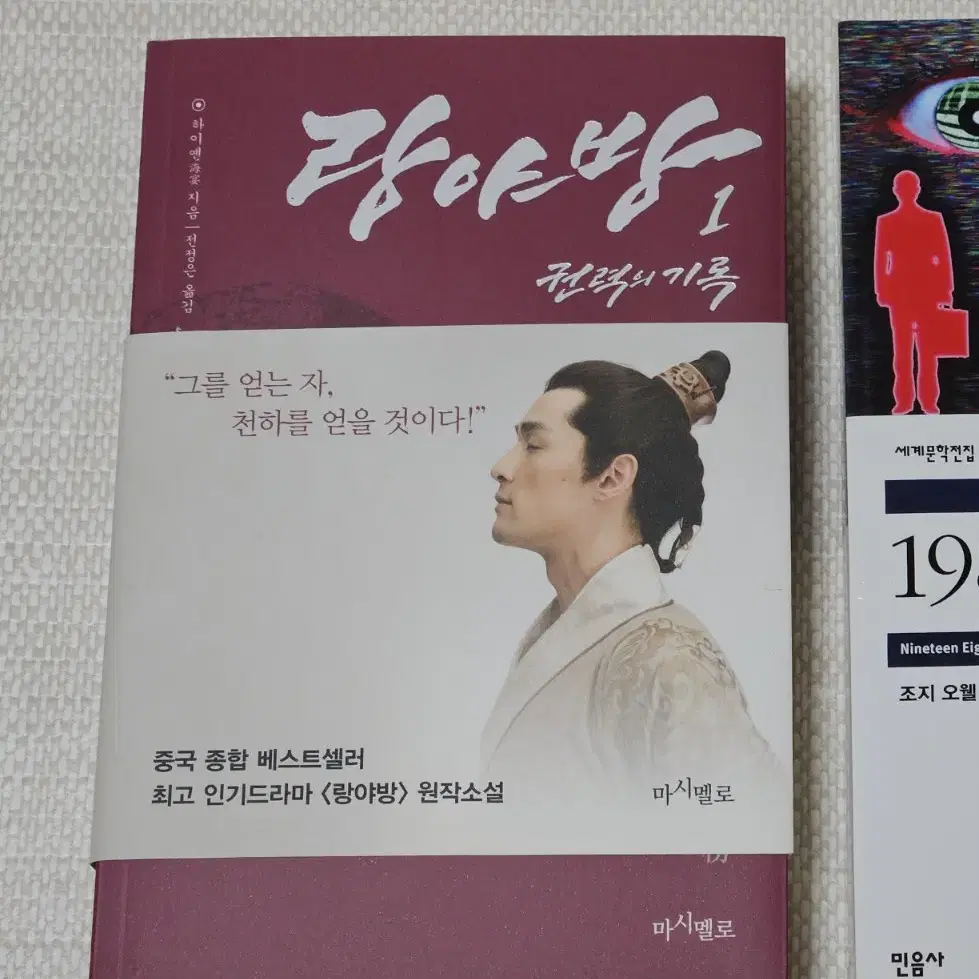 랑야방 1
권력의 기록
하이옌海宴 지음 | 전정은 옮김
“그를 얻는 자,
천하를 얻을 것이다!”
중국 종합 베스트셀러
최고 인기드라마 〈랑야방〉 원작소설
마시멜로
마시멜로
세계문학전집
19
Nineteen Eig
조지 오웰
민음사